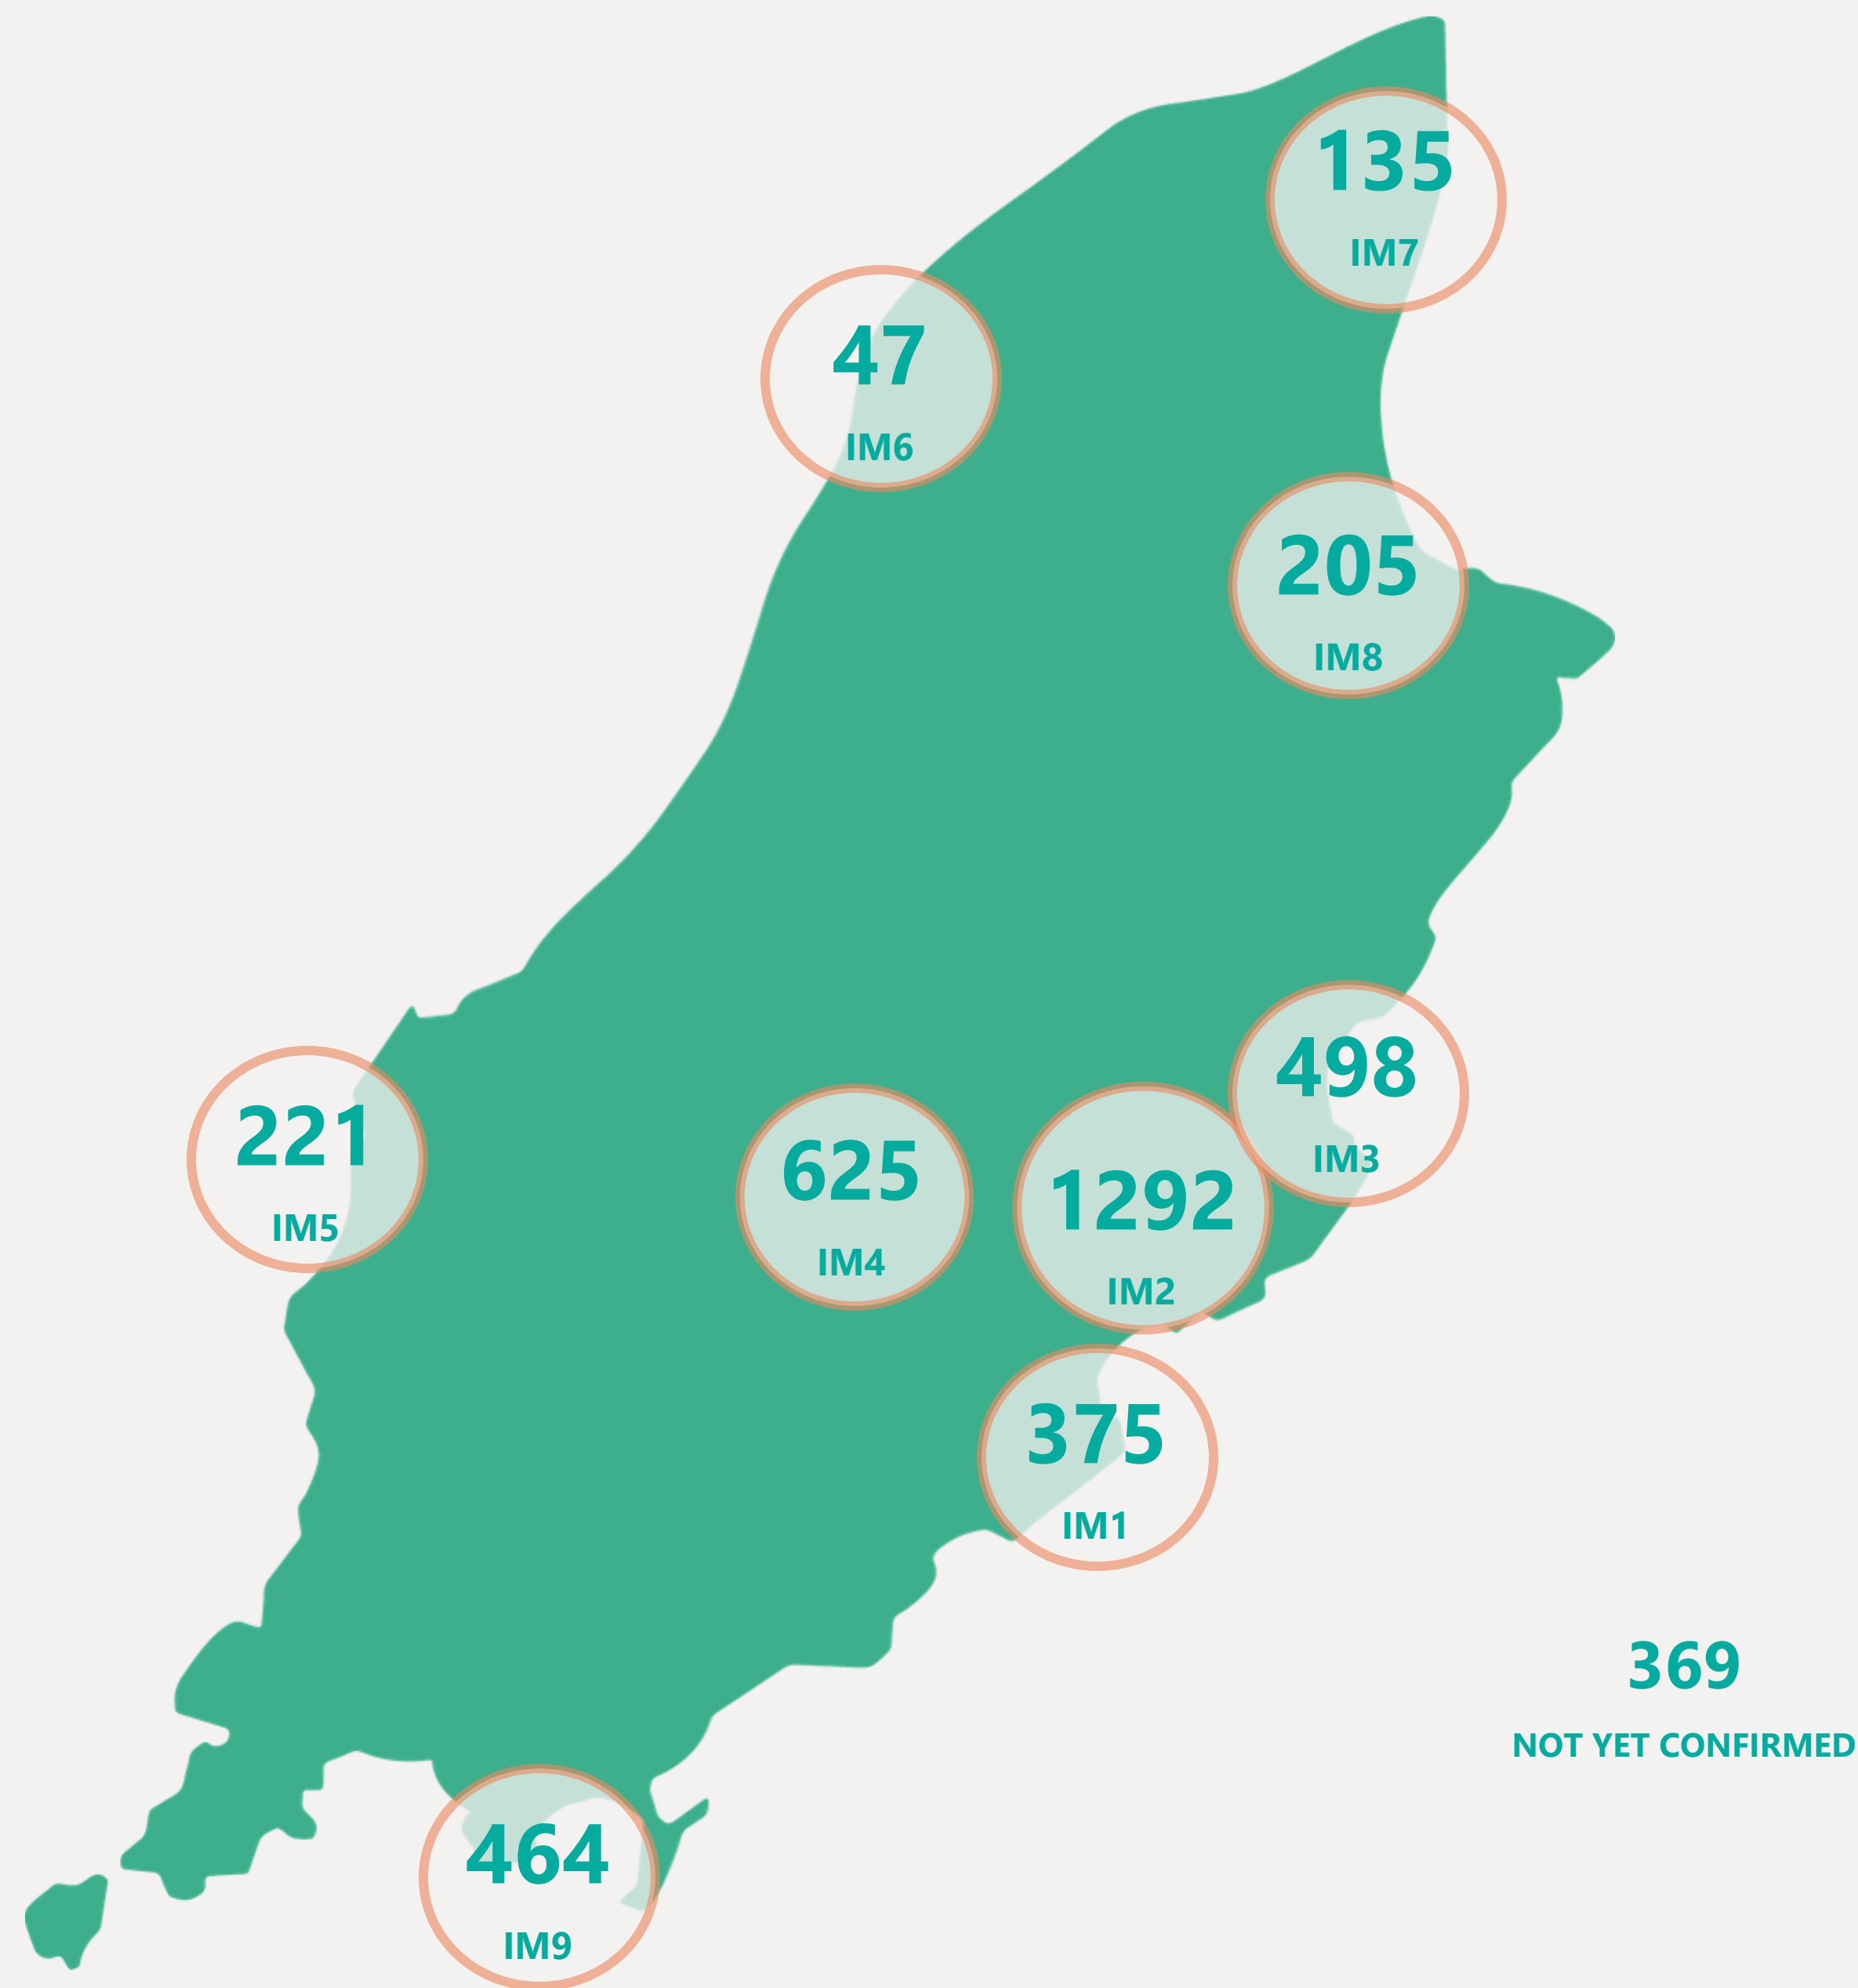 135
IM7
47
IM6
205
IM8
498
IM3
221
IM5
625
IM4
1292
IM2
375
IM1
369
NOT YET CONFIRMED
464
IM9